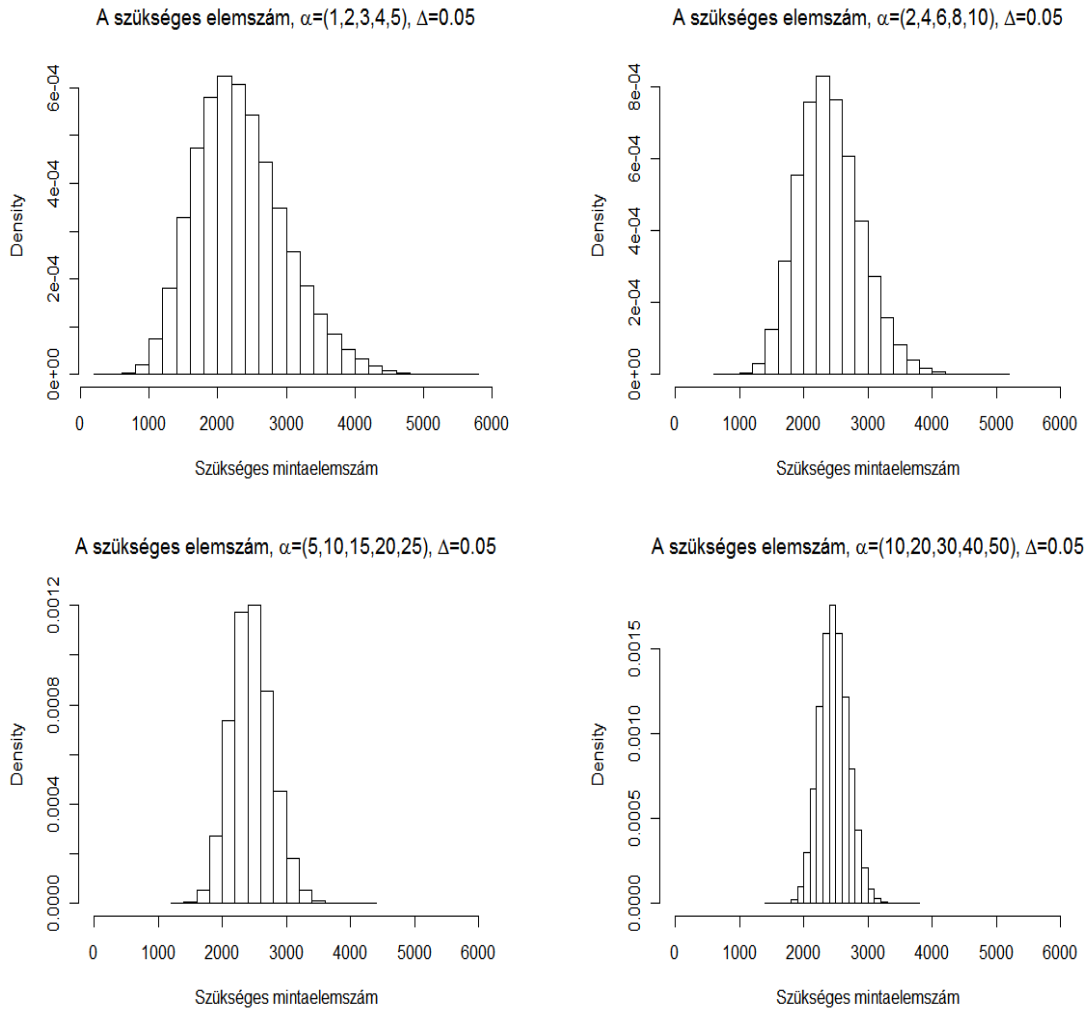 A szükséges elemszám, α=(1,2,3,4,5), Δ=0.05
Density
0e+00 2e-04 4e-04 6e-04
0 1000 2000 3000 4000 5000 6000
Szükséges mintaelemszám
A szükséges elemszám, α=(2,4,6,8,10), Δ=0.05
Density
0e+00 2e-04 4e-04 6e-04 8e-04
0 1000 2000 3000 4000 5000 6000
Szükséges mintaelemszám
A szükséges elemszám, α=(5,10,15,20,25), Δ=0.05
Density
0.0000 0.0004 0.0008 0.0012
0 1000 2000 3000 4000 5000 6000
Szükséges mintaelemszám
A szükséges elemszám, α=(10,20,30,40,50), Δ=0.05
Density
0.0000 0.0005 0.0010 0.0015
0 1000 2000 3000 4000 5000 6000
Szükséges mintaelemszám